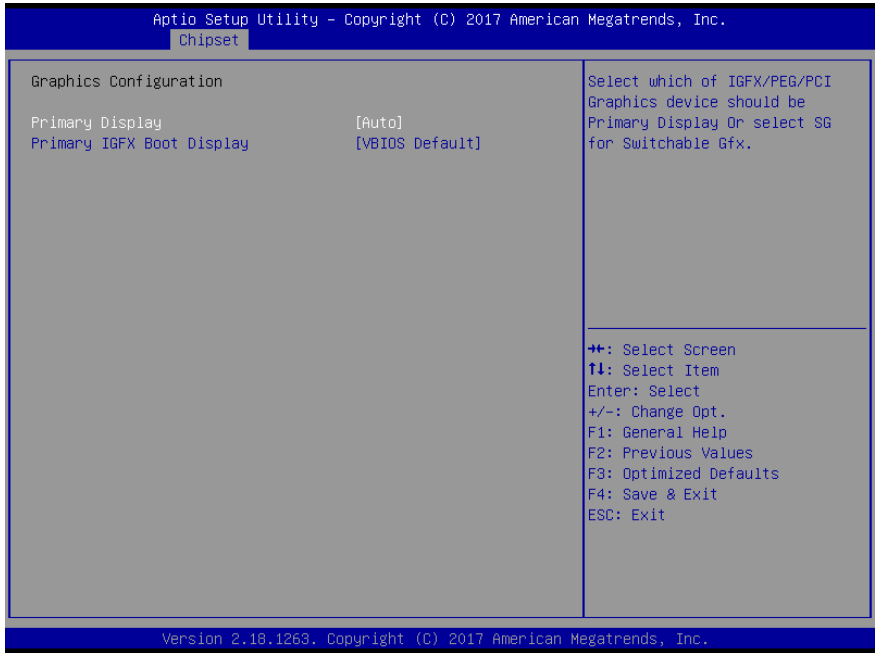 Aptio Setup Utility – Copyright (C) 2017 American Megatrends, Inc.
Chipset
Graphics Configuration
Primary Display [Auto]
Primary IGFX Boot Display [VBIOS Default]
Select which of IGFX/PEG/PCI
Graphics device should be
Primary Display Or select SG
for Switchable Gfx.
→←: Select Screen
↑↓: Select Item
Enter: Select
+/-: Change Opt.
F1: General Help
F2: Previous Values
F3: Optimized Defaults
F4: Save & Exit
ESC: Exit
Version 2.18.1263. Copyright (C) 2017 American Megatrends, Inc.